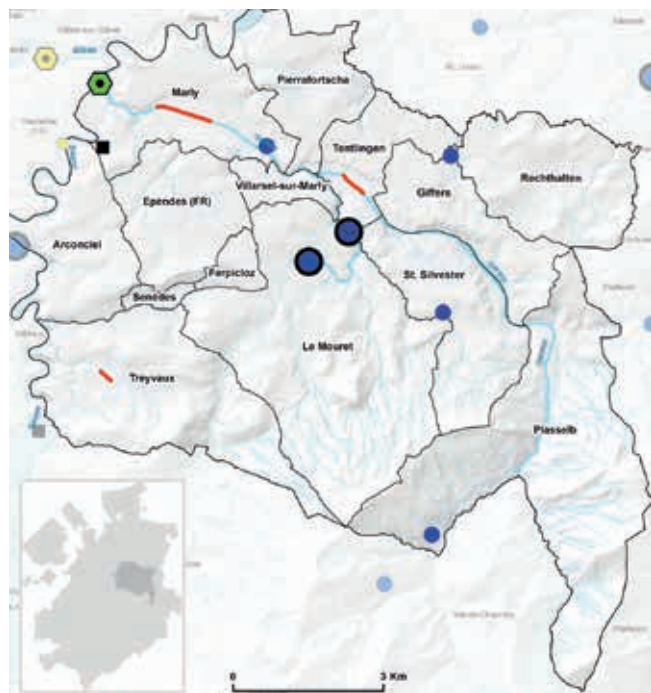 Pierrafortscha
Marly
Tentlingen
Rechthalten
Giffers
Villarsel-sur-Marly
Ependes (FR)
Arconciel
Ferpicloz
St. Silvester
Senèdes
Le Mouret
Treyvaux
Plasselb
0 3 Km